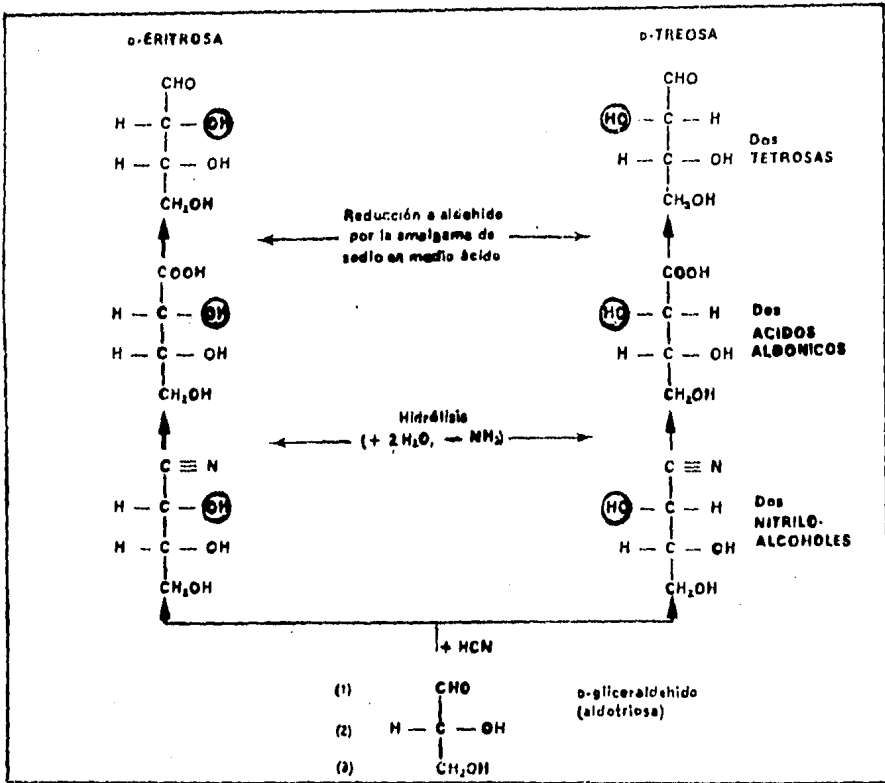 D-ERITROSA
CHO
H — C — OH
H — C — OH
CH₂OH
COOH
H — C — OH
H — C — OH
CH₂OH
C ≡ N
H — C — OH
H — C — OH
CH₂OH
Reducción a aldehido
por la amalgama de
sodio en medio ácido
Hidrólisis
(+ 2 H₂O, — NH₃)
D-TREOSA
CHO
HO — C — H
H — C — OH
CH₂OH
Dos
TETROSAS
COOH
HO — C — H
H — C — OH
CH₂OH
Dos
ACIDOS
ALDONICOS
C ≡ N
HO — C — H
H — C — OH
CH₂OH
Dos
NITRILO-
ALCOHOLES
+ HCN
(1) CHO
(2) H — C — OH
(3) CH₂OH
D-gliceraldehido
(aldotriosa)